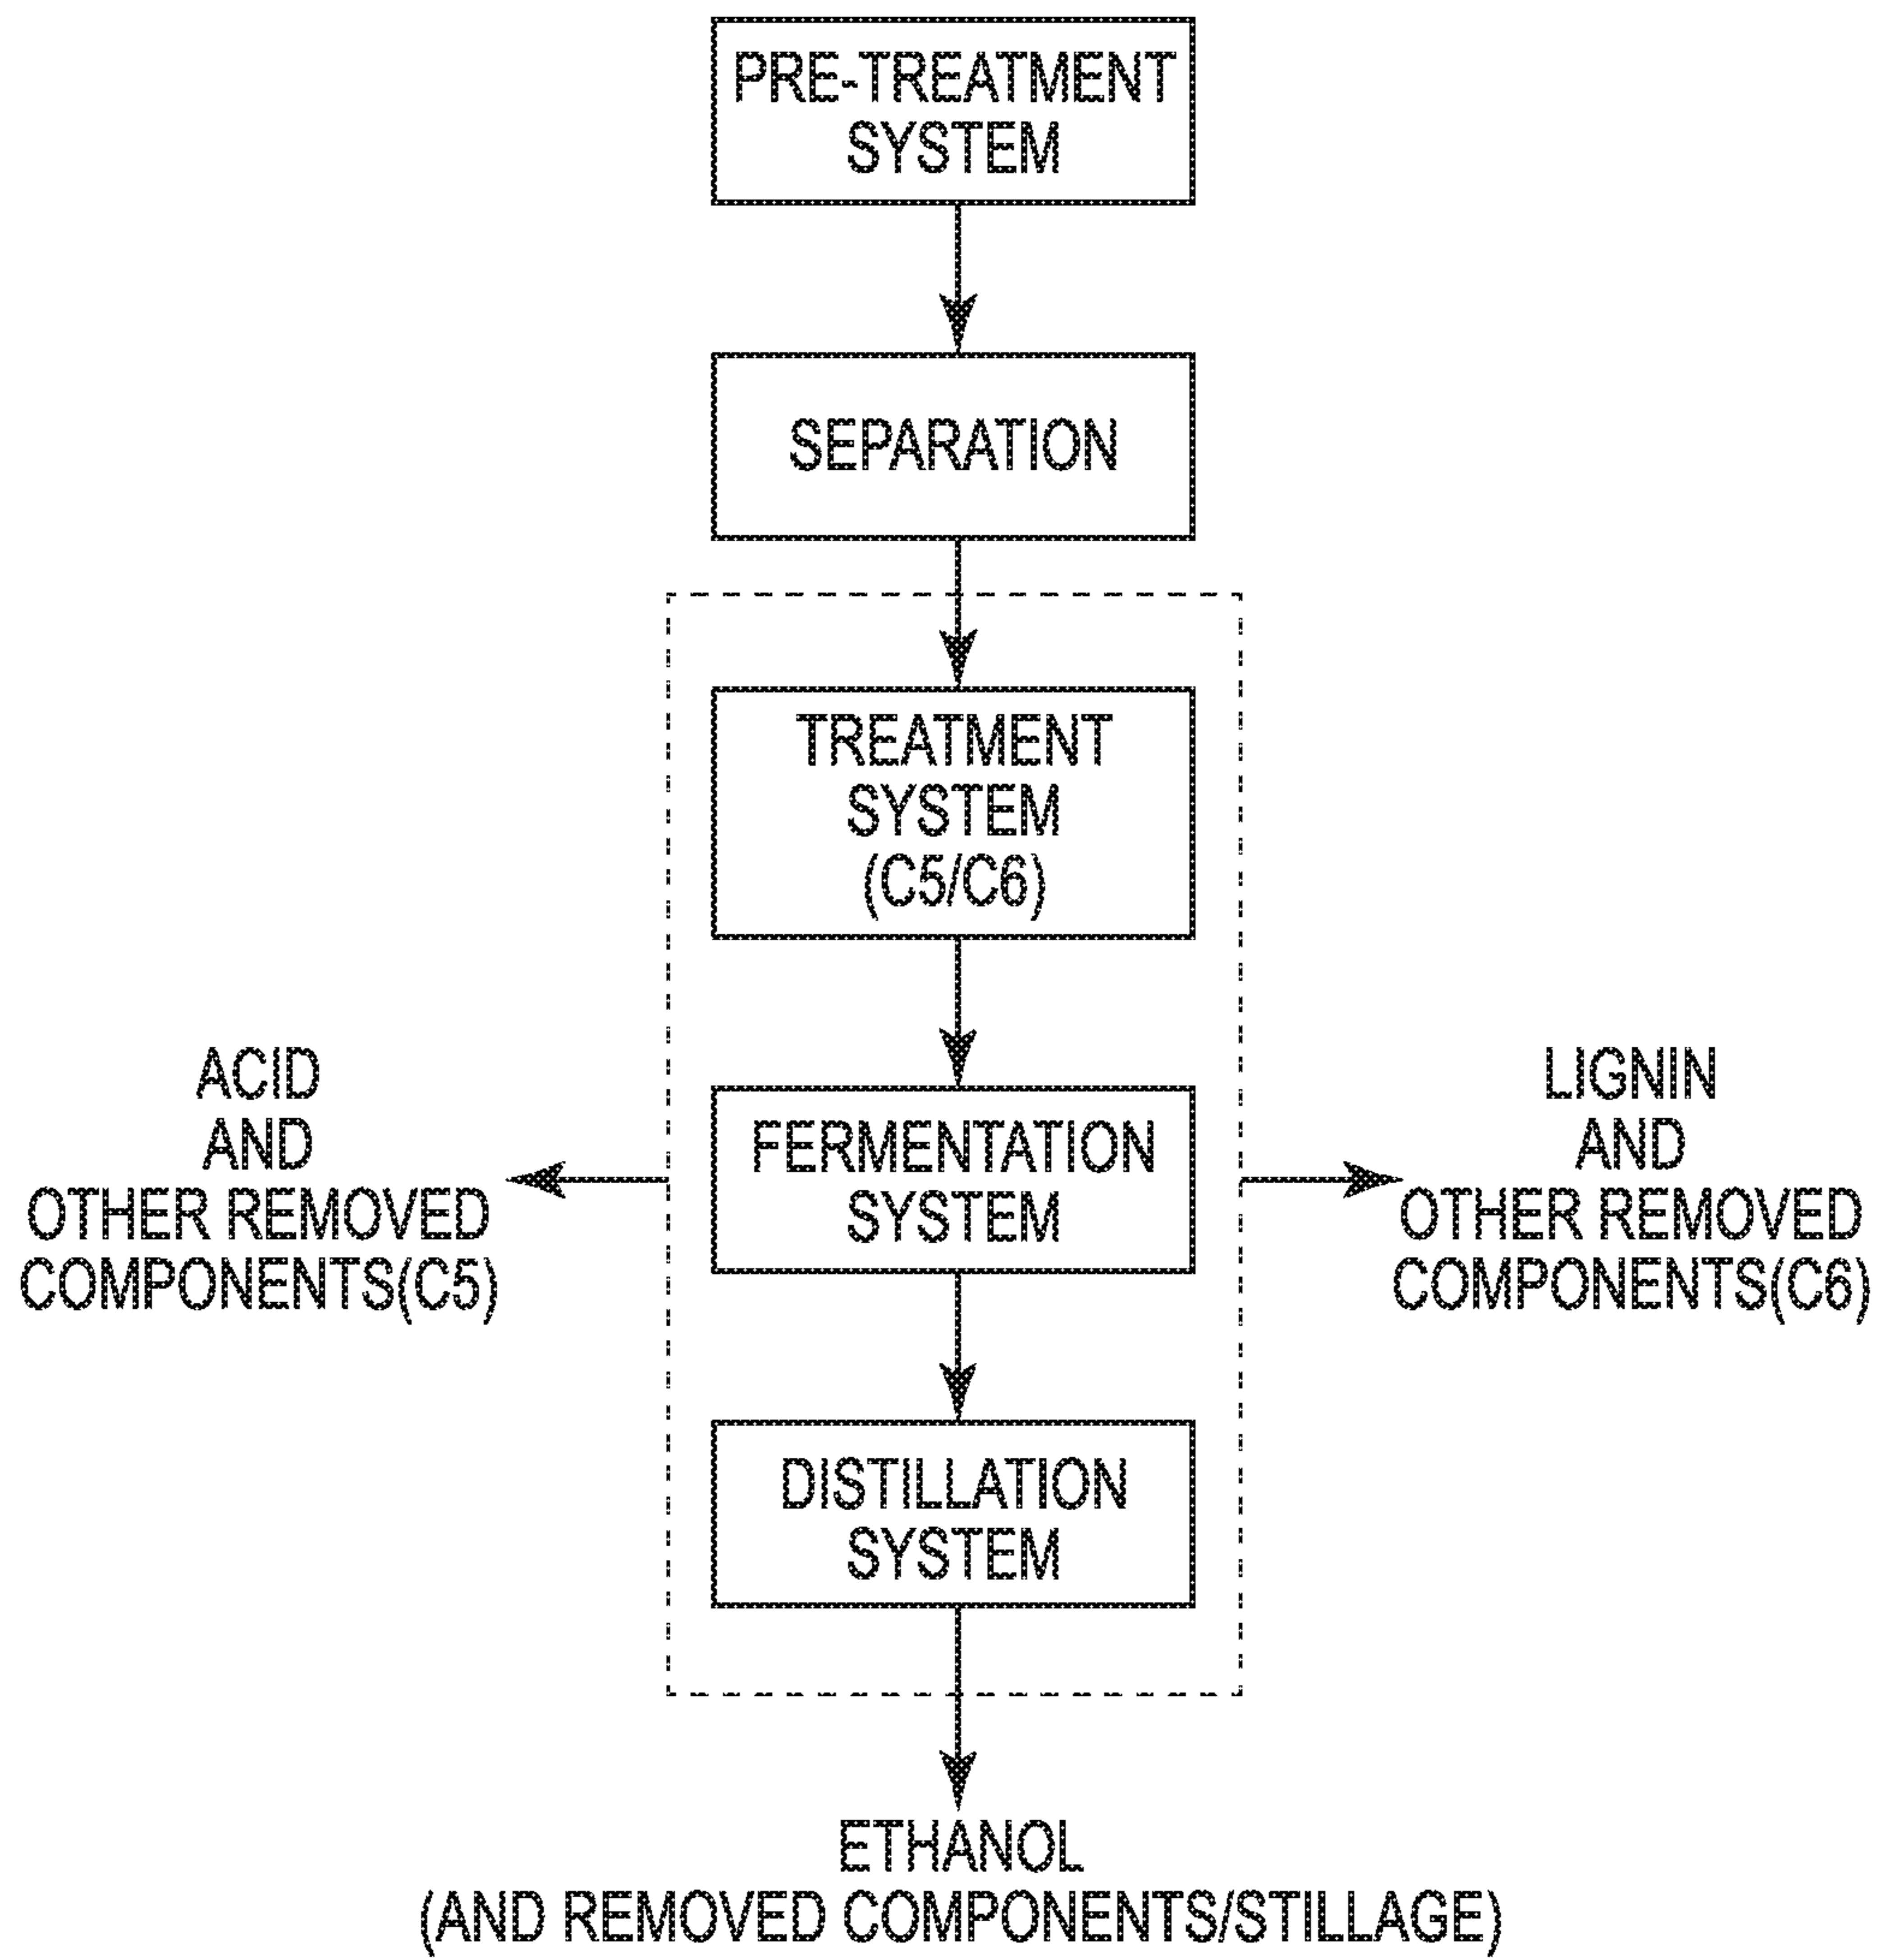 PRE-TREATMENT
SYSTEM
SEPARATION
TREATMENT
SYSTEM
(C5/C6)
ACID
AND
OTHER REMOVED
COMPONENTS(C5)
FERMENTATION
SYSTEM
LIGNIN
AND
OTHER REMOVED
COMPONENTS(C6)
DISTILLATION
SYSTEM
ETHANOL
(AND REMOVED COMPONENTS/STILLAGE)